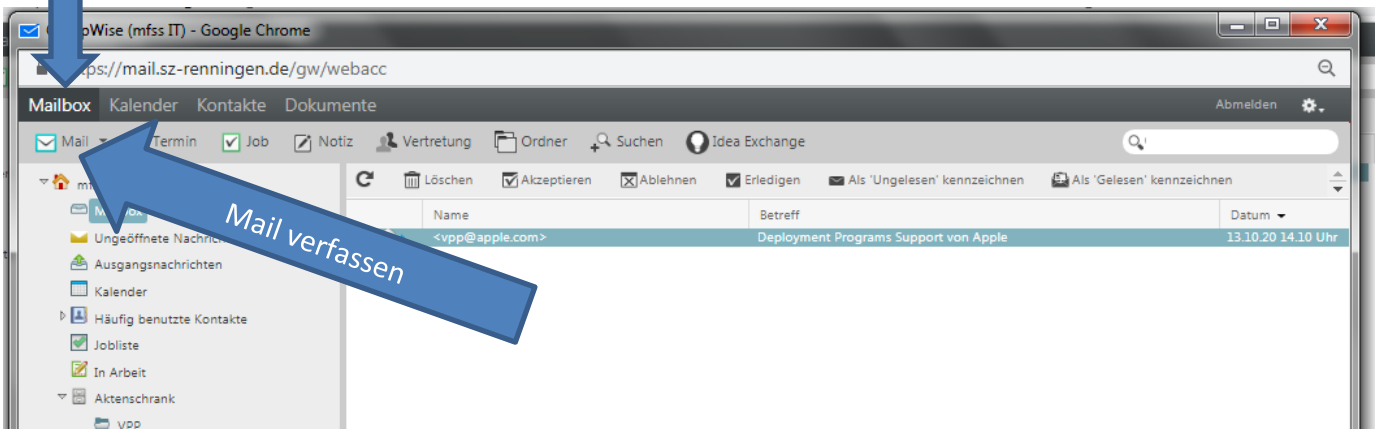 Wise (mfss IT) - Google Chrome
ps://mail.sz-renningen.de/gw/webacc
Mailbox Kalender Kontakte Dokumente Abmelden
Mail Termin Job Notiz Vertretung Ordner Suchen Idea Exchange
Löschen Akzeptieren Ablehnen Erledigen Als 'Ungelesen' kennzeichnen Als 'Gelesen' kennzeichnen
Name Betreff Datum
<vpp@apple.com> Deployment Programs Support von Apple 13.10.20 14.10 Uhr
Mail verfassen
Ungeöffnete
Ausgangsnachrichten
Kalender
Häufig benutzte Kontakte
Jobliste
In Arbeit
Aktenschrank
VPP